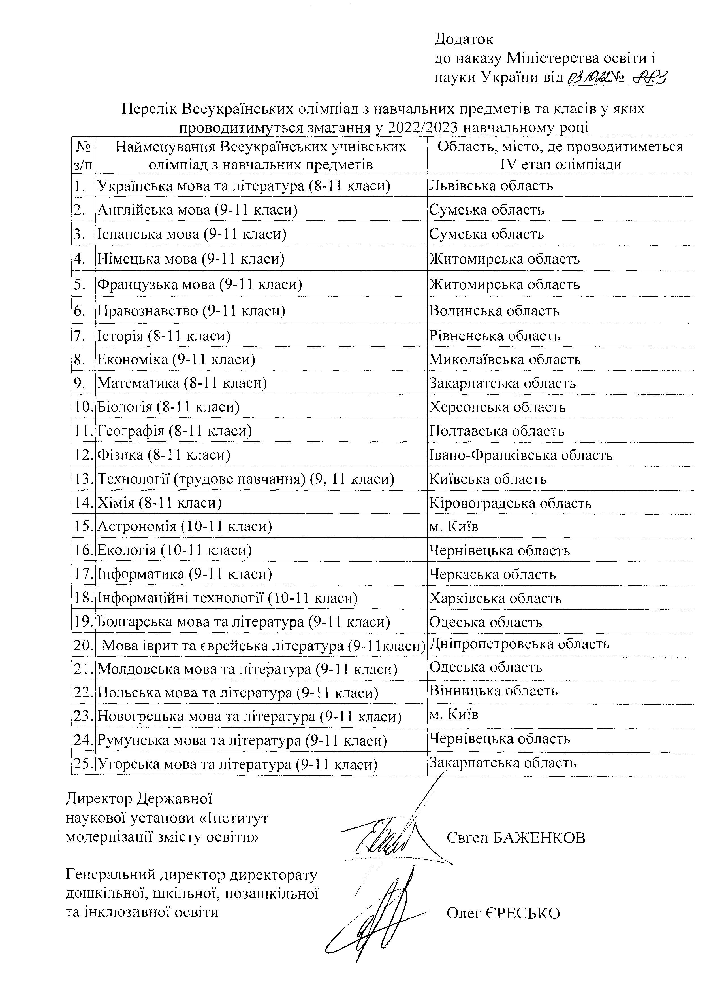 Додаток
до наказу Міністерства освіти і
науки України від 03.10.22 № 883
Перелік Всеукраїнських олімпіад з навчальних предметів та класів у яких
проводитимуться змагання у 2022/2023 навчальному році
№ з/п Найменування Всеукраїнських учнівських олімпіад з навчальних предметів Область, місто, де проводитиметься IV етап олімпіади
1. Українська мова та література (8-11 класи) Львівська область
2. Англійська мова (9-11 класи) Сумська область
3. Іспанська мова (9-11 класи) Сумська область
4. Німецька мова (9-11 класи) Житомирська область
5. Французька мова (9-11 класи) Житомирська область
6. Правознавство (9-11 класи) Волинська область
7. Історія (8-11 класи) Рівненська область
8. Економіка (9-11 класи) Миколаївська область
9. Математика (8-11 класи) Закарпатська область
10. Біологія (8-11 класи) Херсонська область
11. Географія (8-11 класи) Полтавська область
12. Фізика (8-11 класи) Івано-Франківська область
13. Технології (трудове навчання) (9, 11 класи) Київська область
14. Хімія (8-11 класи) Кіровоградська область
15. Астрономія (10-11 класи) м. Київ
16. Екологія (10-11 класи) Чернівецька область
17. Інформатика (9-11 класи) Черкаська область
18. Інформаційні технології (10-11 класи) Харківська область
19. Болгарська мова та література (9-11 класи) Одеська область
20. Мова іврит та єврейська література (9-11класи) Дніпропетровська область
21. Молдовська мова та література (9-11 класи) Одеська область
22. Польська мова та література (9-11 класи) Вінницька область
23. Новогрецька мова та література (9-11 класи) м. Київ
24. Румунська мова та література (9-11 класи) Чернівецька область
25. Угорська мова та література (9-11 класи) Закарпатська область
Директор Державної
наукової установи «Інститут
модернізації змісту освіти» Євген БАЖЕНКОВ
Генеральний директор директорату
дошкільної, шкільної, позашкільної
та інклюзивної освіти Олег ЄРЕСЬКО